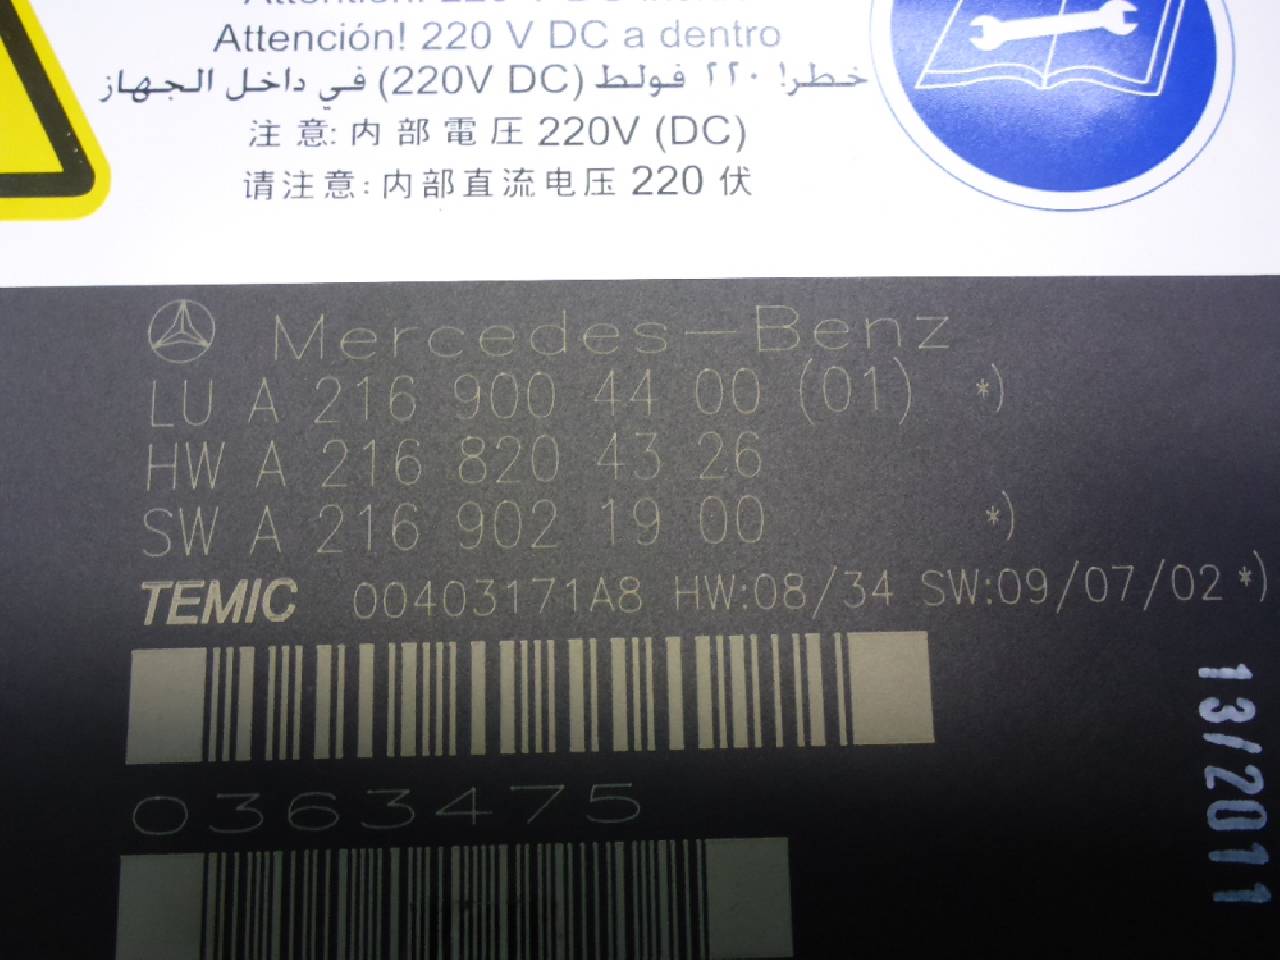 Attención! 220 V DC a dentro
خطر! ٢٢٠ فولط (220V DC) في داخل الجهاز
注意: 内部電圧 220V (DC)
请注意: 内部直流电压 220 伏
Mercedes-Benz
LU A 216 900 44 00 (01) *)
HW A 216 820 43 26
SW A 216 902 19 00 *)
TEMIC 00403171A8 HW:08/34 SW:09/07/02 *)
0363475
13/2011